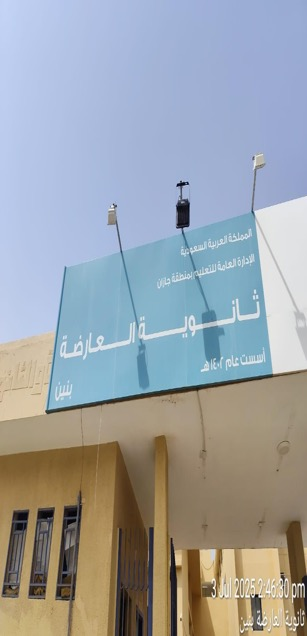 المملكة العربية السعودية
الإدارة العامة للتعليم بمنطقة جازان
ثانوية العارضة
بنين
أسست عام ١٤٠٢هـ
3 Jul 2025 2:46:30 pm
ثانوية العارضة بنين